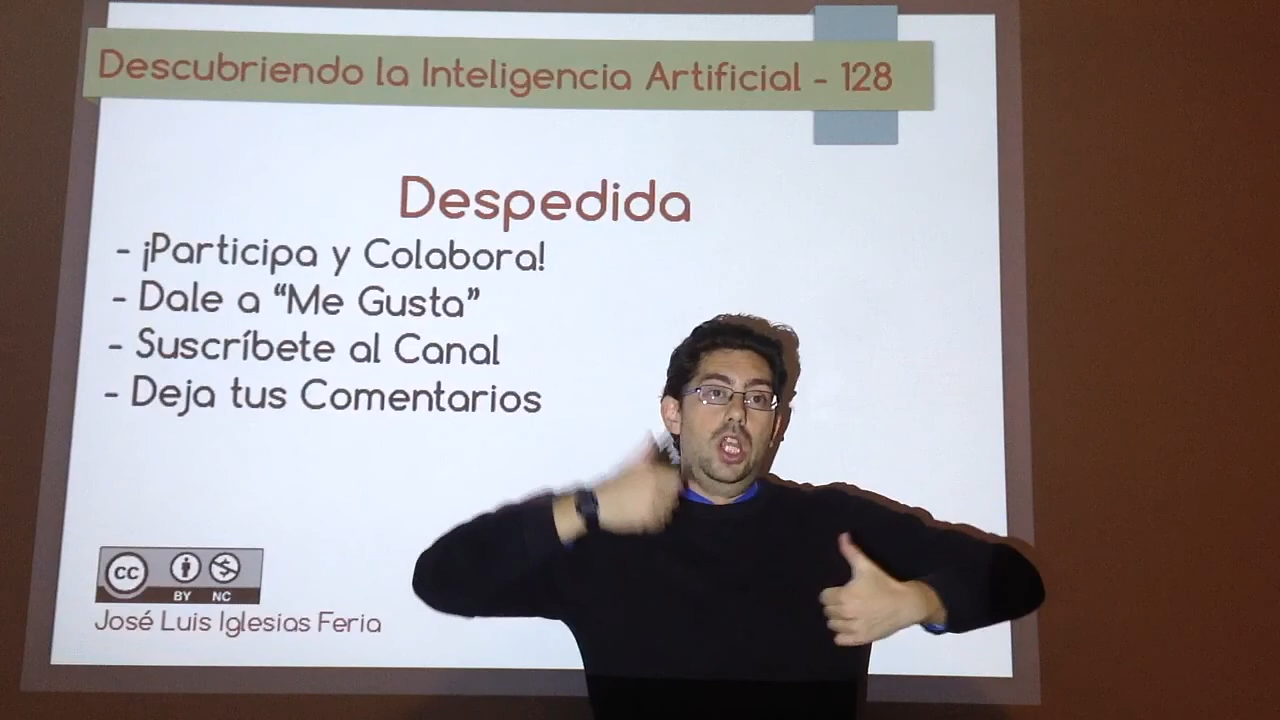 Descubriendo la Inteligencia Artificial - 128
Despedida
- ¡Participa y Colabora!
- Dale a “Me Gusta”
- Suscríbete al Canal
- Deja tus Comentarios
cc
BY NC
José Luis Iglesias Feria